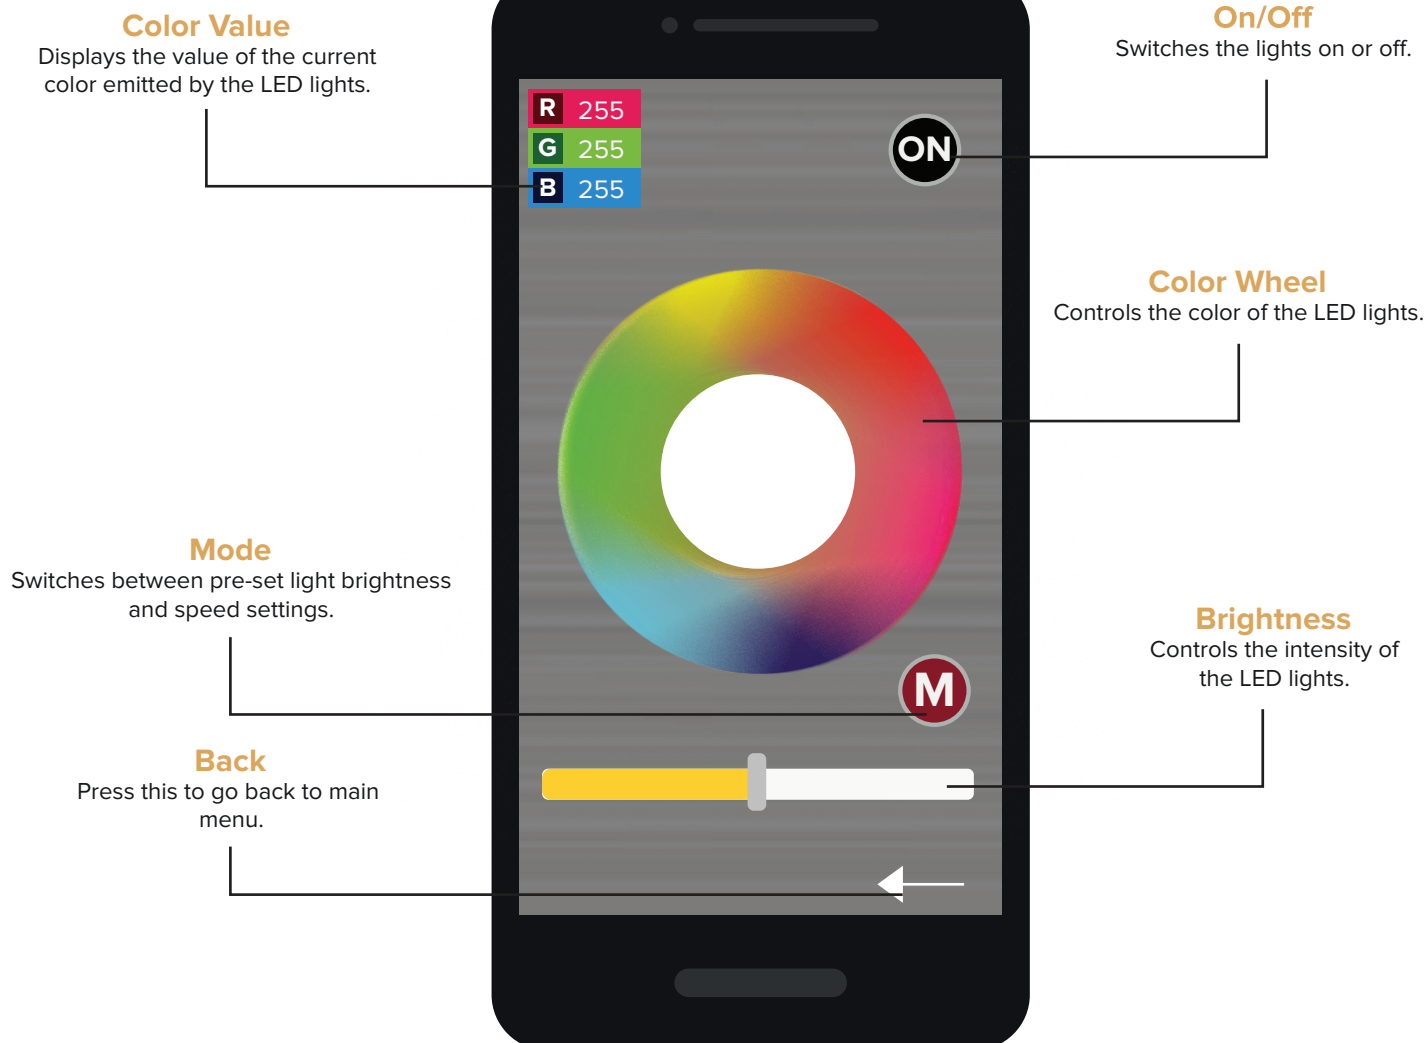 Color Value
Displays the value of the current
color emitted by the LED lights.
On/Off
Switches the lights on or off.
R 255
G 255
B 255
ON
Color Wheel
Controls the color of the LED lights.
Mode
Switches between pre-set light brightness
and speed settings.
Brightness
Controls the intensity of
the LED lights.
M
Back
Press this to go back to main
menu.